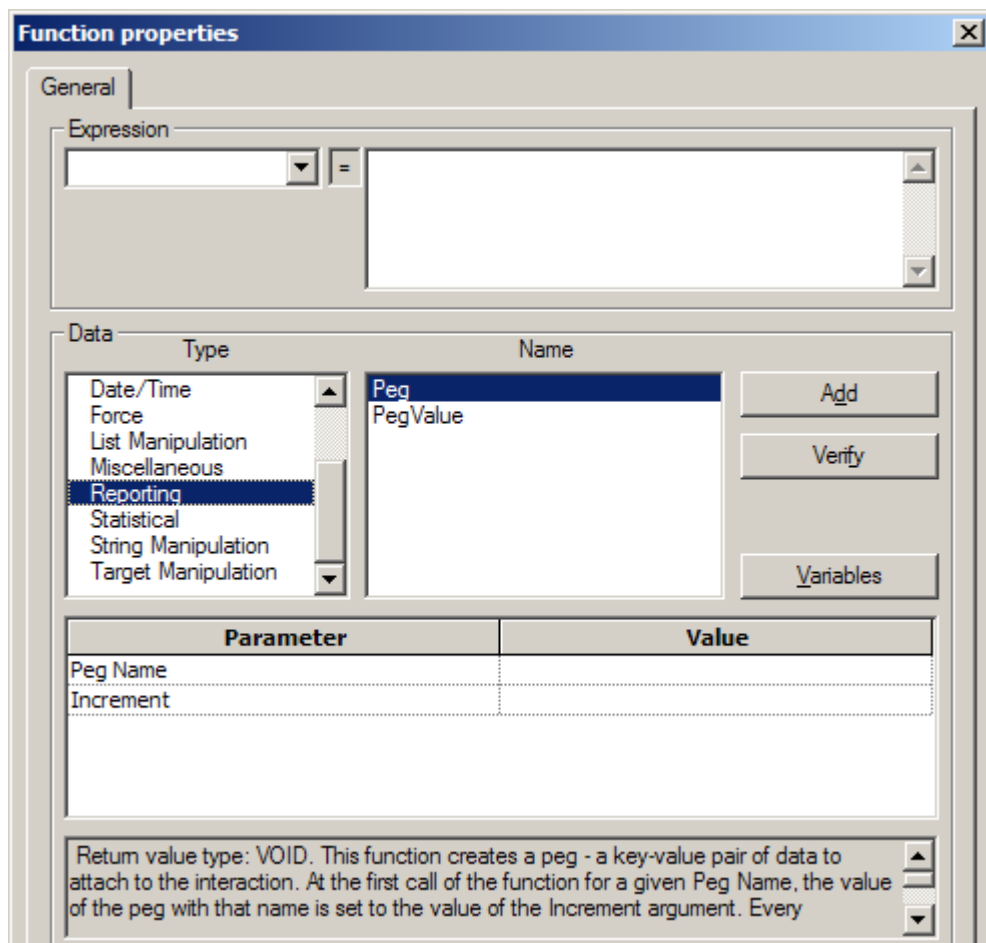 Function properties
General
Expression
=
Data
Type
Name
Date/Time
Force
List Manipulation
Miscellaneous
Reporting
Statistical
String Manipulation
Target Manipulation
Peg
PegValue
Add
Verify
Variables
Parameter Value
Peg Name
Increment
Return value type: VOID. This function creates a peg - a key-value pair of data to
attach to the interaction. At the first call of the function for a given Peg Name, the value
of the peg with that name is set to the value of the Increment argument. Every